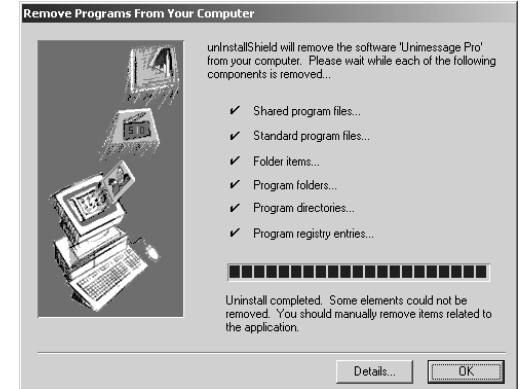 Remove Programs From Your Computer
unInstallShield will remove the software 'Unimessage Pro'
from your computer.  Please wait while each of the following
components is removed...
✔ Shared program files...
✔ Standard program files...
✔ Folder items...
✔ Program folders...
✔ Program directories...
✔ Program registry entries...
Uninstall completed.  Some elements could not be
removed.  You should manually remove items related to
the application.
Details...
OK